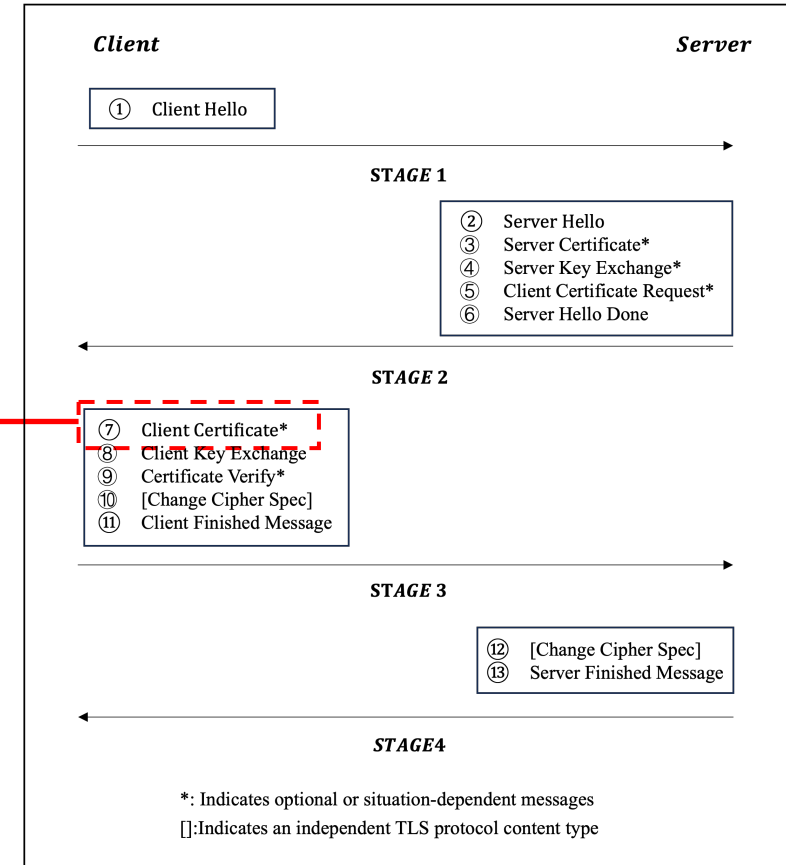 Client Server
① Client Hello
STAGE 1
② Server Hello
③ Server Certificate*
④ Server Key Exchange*
⑤ Client Certificate Request*
⑥ Server Hello Done
STAGE 2
⑦ Client Certificate*
⑧ Client Key Exchange
⑨ Certificate Verify*
⑩ [Change Cipher Spec]
⑪ Client Finished Message
STAGE 3
⑫ [Change Cipher Spec]
⑬ Server Finished Message
STAGE4
*: Indicates optional or situation-dependent messages
[]:Indicates an independent TLS protocol content type